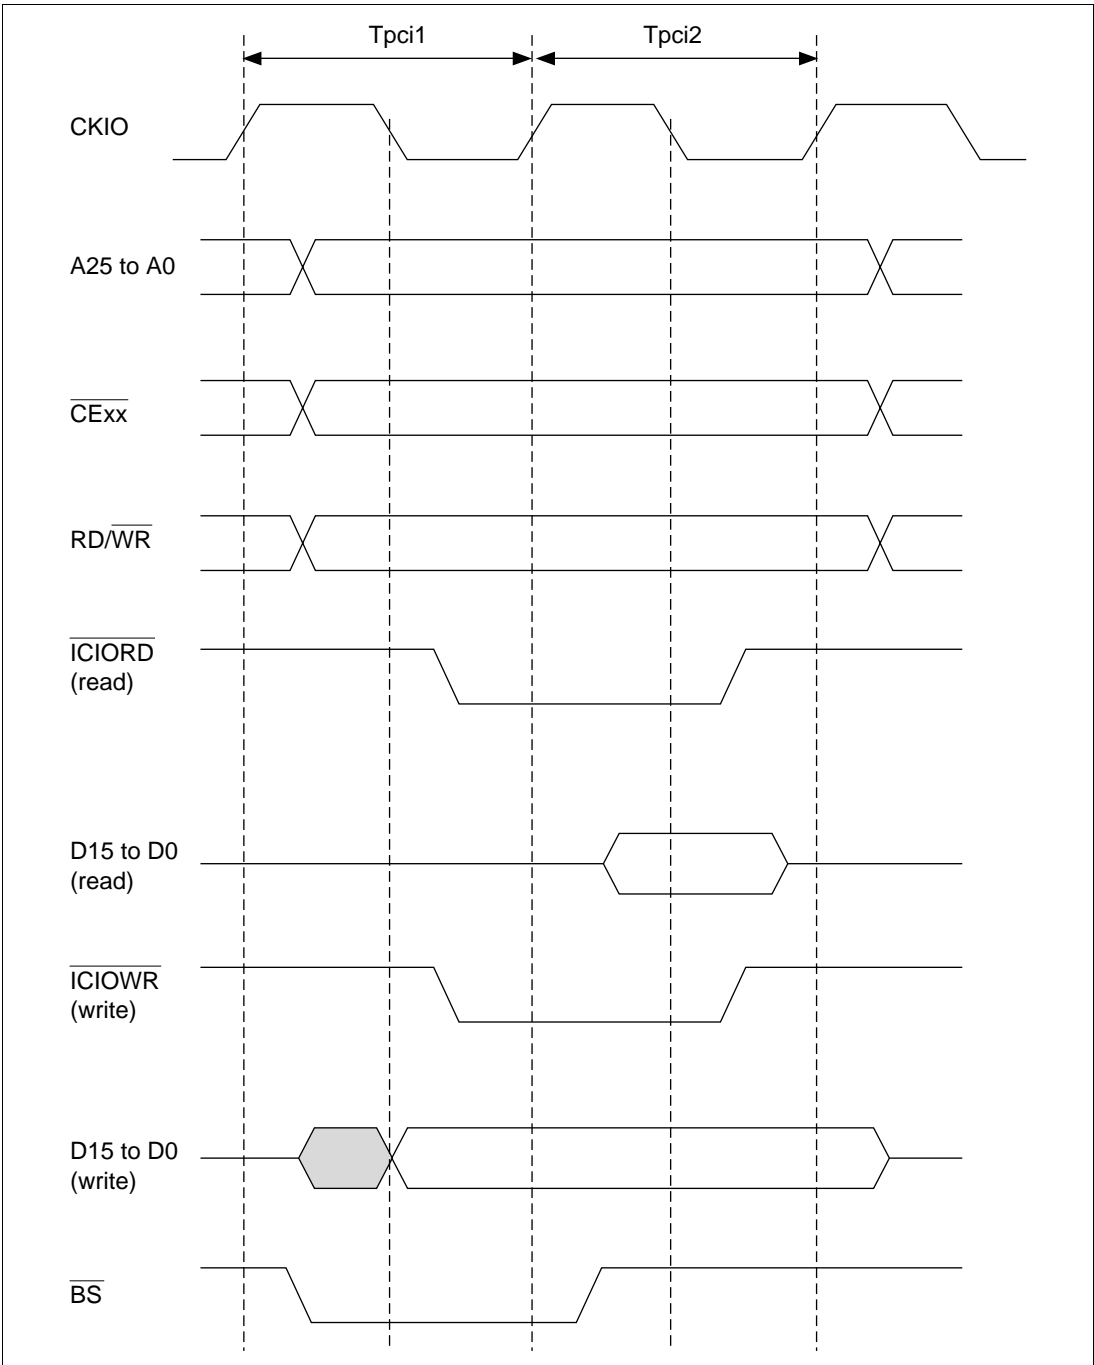 Tpci1 Tpci2
CKIO
A25 to A0
CExx
RD/WR
ICIORD
(read)
D15 to D0
(read)
ICIOWR
(write)
D15 to D0
(write)
BS